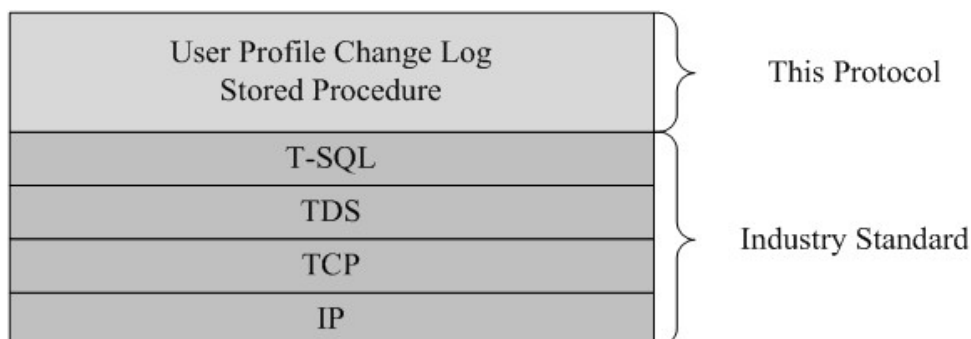 User Profile Change Log
Stored Procedure
This Protocol
T-SQL
TDS
TCP
IP
Industry Standard